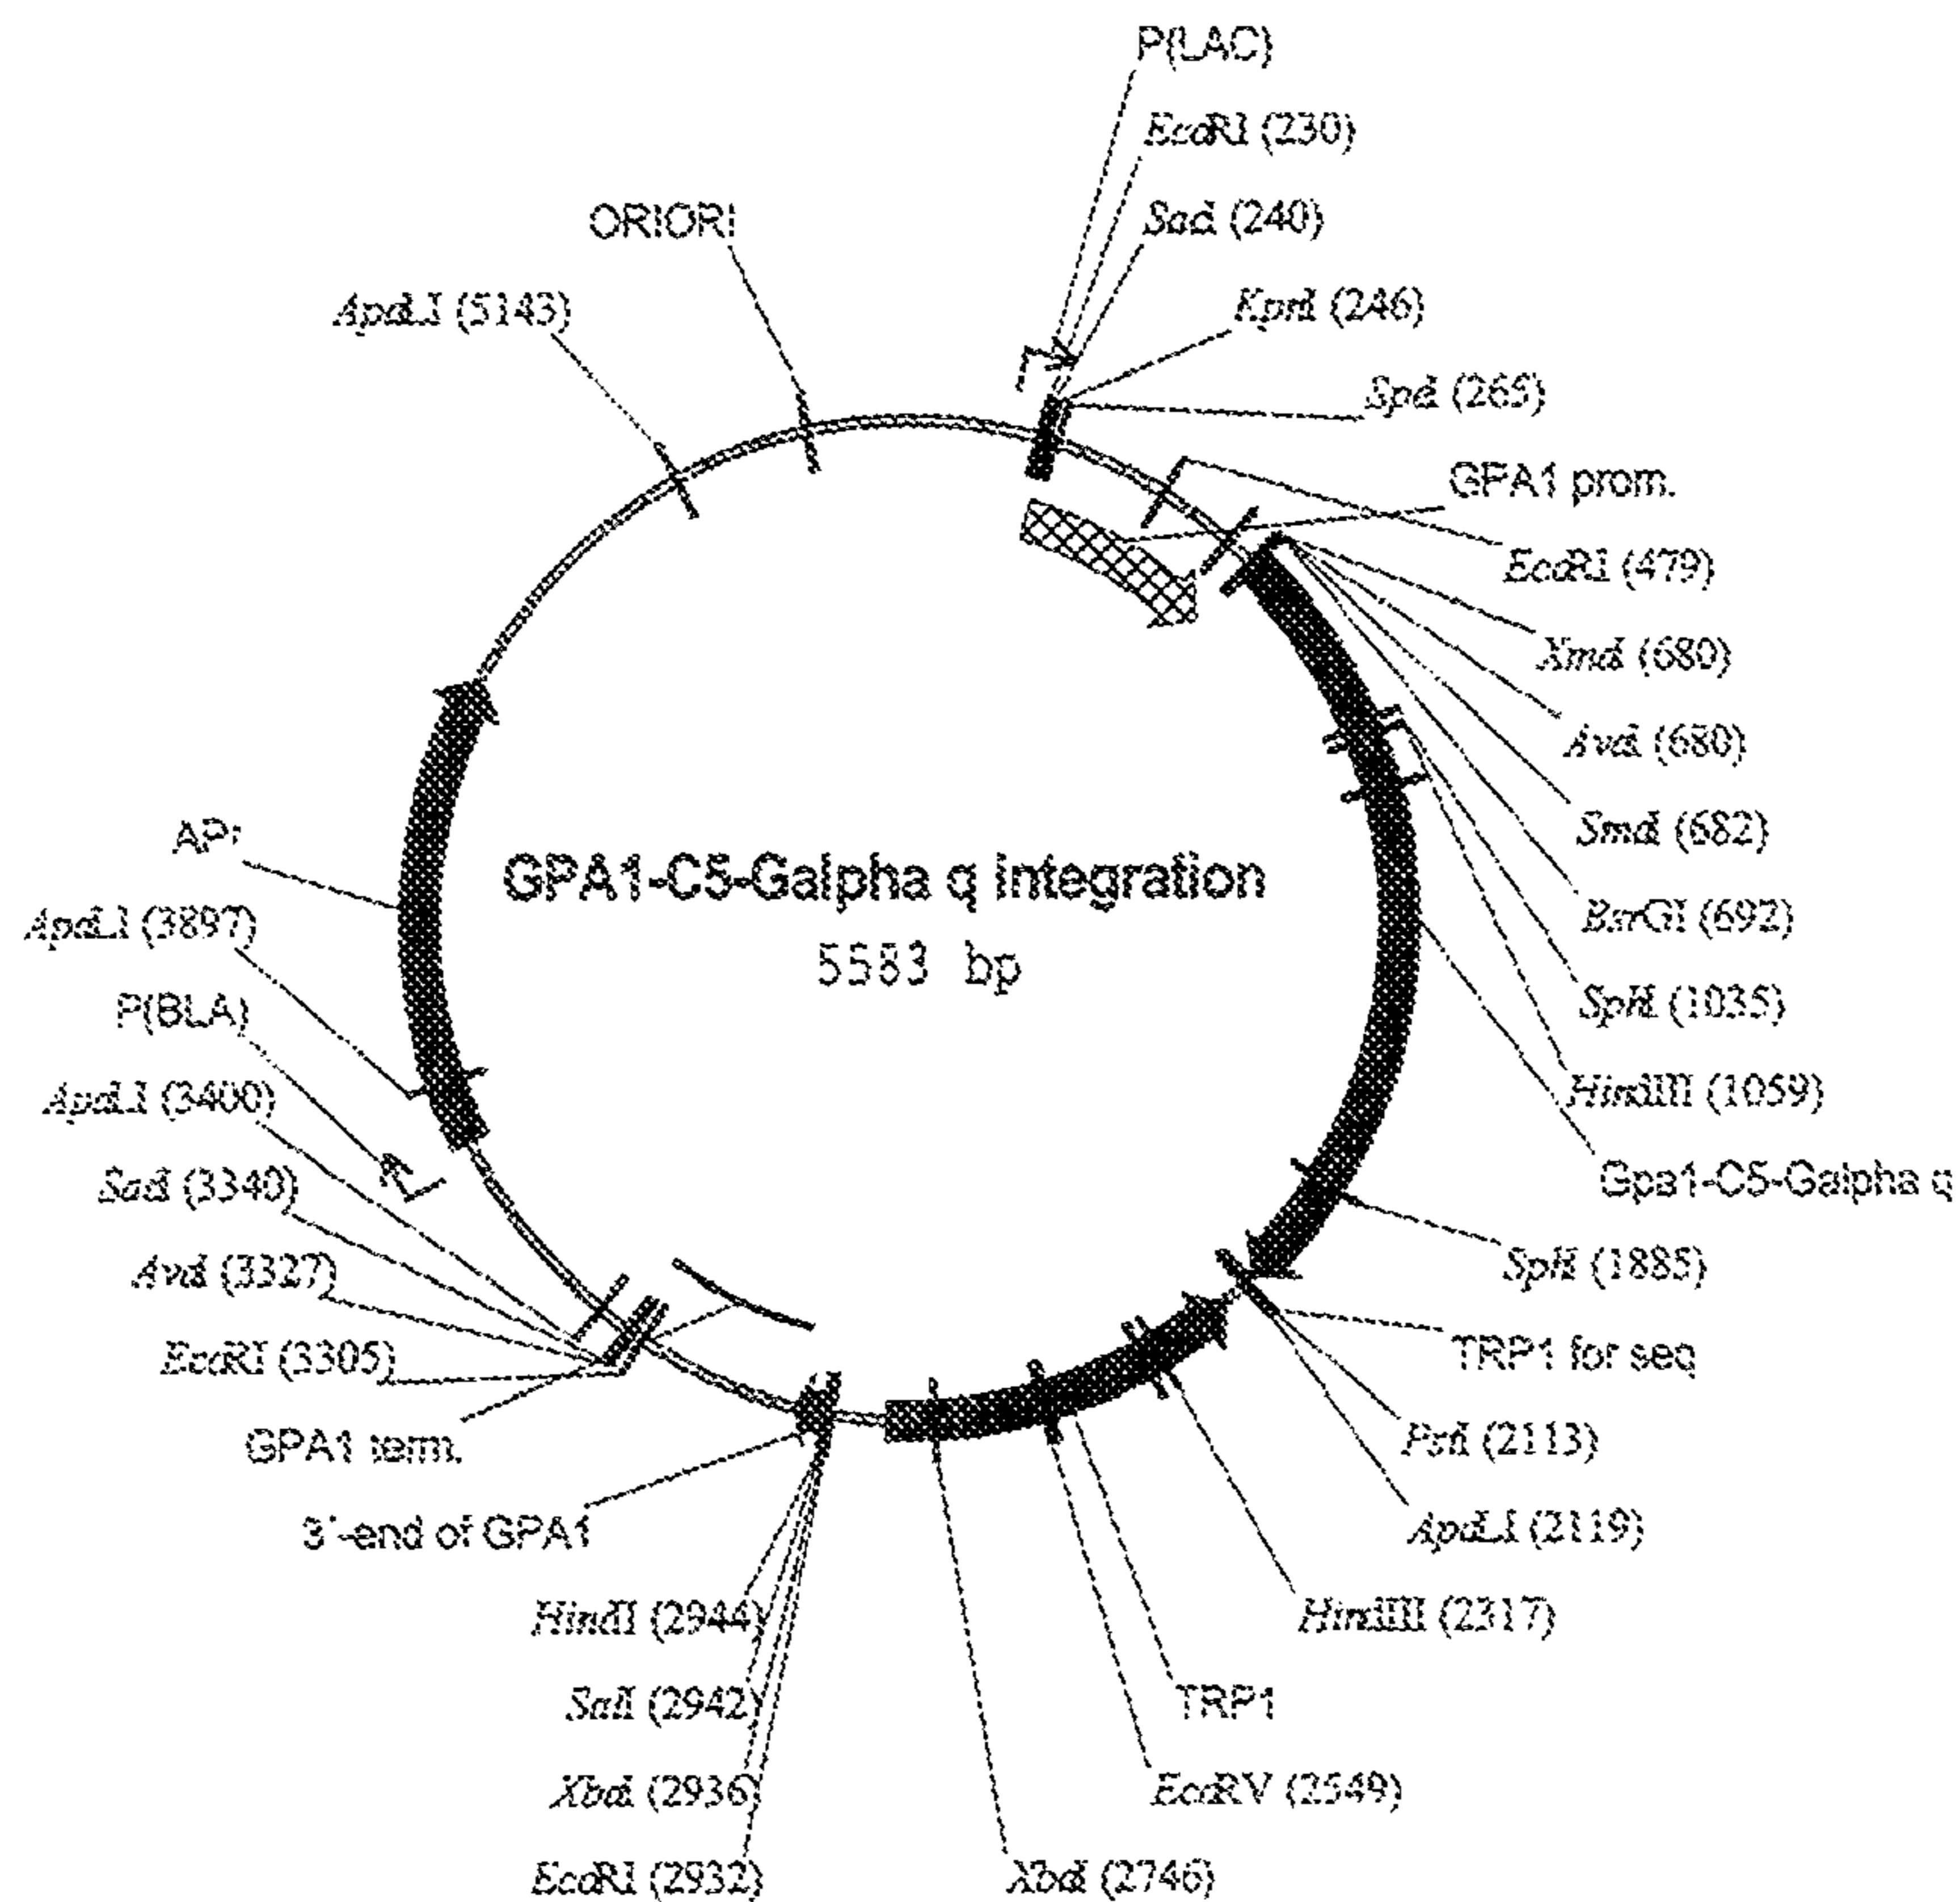 P(LAC)
EcoRI (230)
SacI (240)
KpnI (246)
SpeI (265)
GPA1 prom.
EcoRI (479)
XmaI (680)
AvaI (680)
SmaI (682)
BsrGI (692)
SphI (1035)
HindIII (1059)
Gpa1-C5-Galpha q
SphI (1885)
TRP1 for seq
PstI (2113)
ApaLI (2119)
HindIII (2317)
TRP1
EcoRV (2549)
XbaI (2746)
EcoRI (2932)
XbaI (2936)
SalI (2942)
HindII (2944)
3'-end of GPA1
GPA1 term.
EcoRI (3305)
AvaI (3327)
SacI (3340)
ApaLI (3400)
P(BLA)
ApaLI (3897)
APr
ApaLI (5143)
ORIORI
GPA1-C5-Galpha q integration
5583 bp